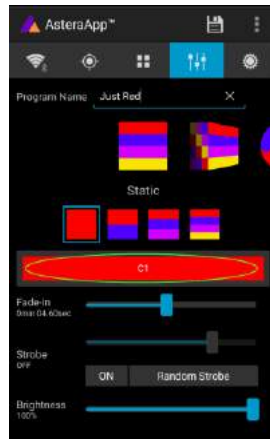 AsteraApp™
Program Name Just Red
Static
C1
Fade-In
0min 04.60sec
Strobe
OFF
ON Random Strobe
Brightness
100%